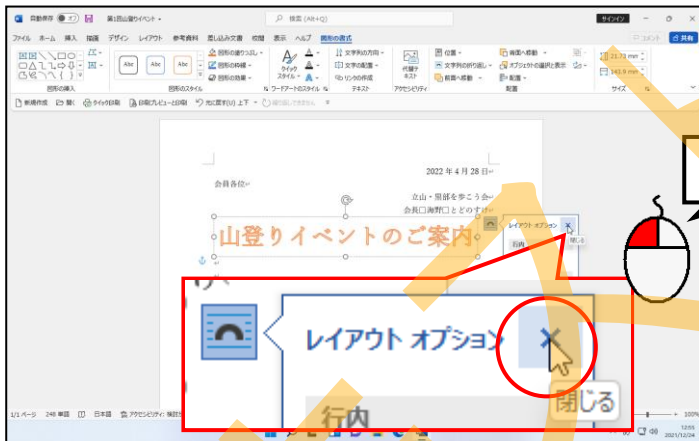 自動保存 オフ 第1回山登りイベント 検索 (Alt+Q) サインイン
ファイル ホーム 挿入 描画 デザイン レイアウト 参考資料 差し込み文書 校閲 表示 ヘルプ 図形の書式 コメント 共有
Abc Abc Abc
図形の塗りつぶし
図形の枠線
図形の効果
クイック スタイル
文字列の方向
文字の配置
リンクの作成
代替テキスト
位置
文字列の折り返し
前面へ移動
背面へ移動
オブジェクトの選択と表示
配置
21.73 mm
143.9 mm
図形の挿入 図形のスタイル ワードアートのスタイル テキスト アクセシビリティ 配置 サイズ
新規作成 開く クイック印刷 印刷プレビューと印刷 元に戻す(U) 上下
2022 年 4 月 28 日
会員各位
立山・黒部を歩こう会
会長□海野□とどのすけ
山登りイベントのご案内
レイアウト オプション
閉じる
行内
レイアウト オプション
閉じる
行内
1/1 ページ 248 単語 日本語 100%
12:55
2021/12/24